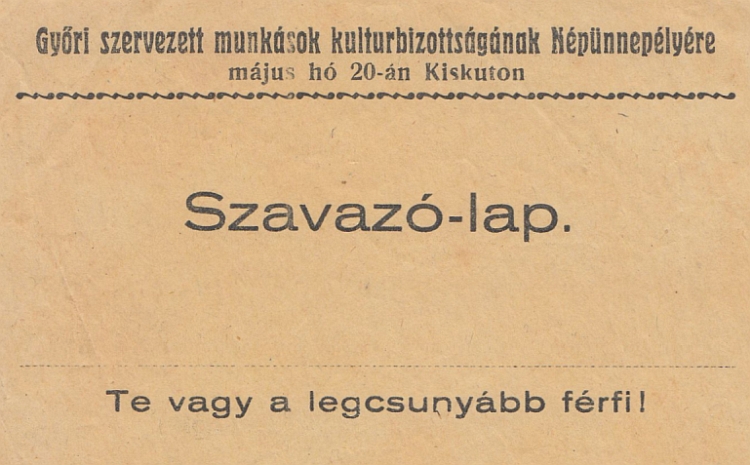 Győri szervezett munkások kulturbizottságának Népünnepélyére
május hó 20-án Kiskuton
Szavazó-lap.
Te vagy a legcsunyább férfi!